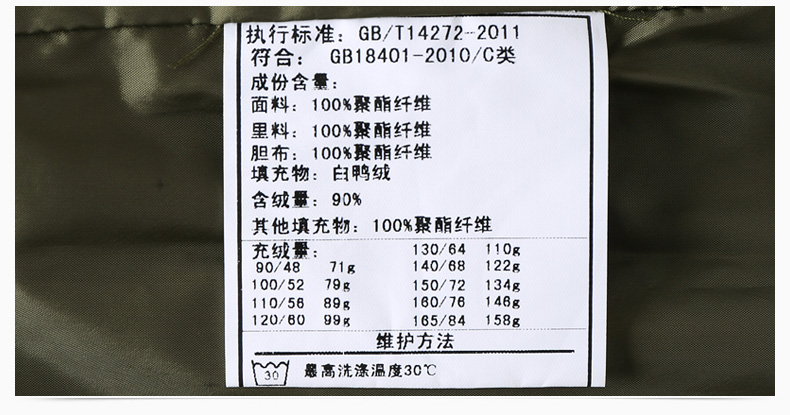 执行标准：GB/T14272-2011
符合： GB18401-2010/C类
成份含量：
面料：100%聚酯纤维
里料：100%聚酯纤维
胆布：100%聚酯纤维
填充物：白鸭绒
含绒量：90%
其他填充物：100%聚酯纤维
充绒量： 130/64 110g
90/48 71g 140/68 122g
100/52 79g 150/72 134g
110/56 89g 160/76 146g
120/60 99g 165/84 158g
维护方法
30 最高洗涤温度30℃